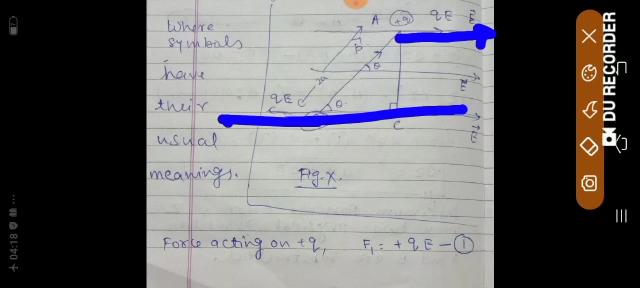 Where
symbols
have
their
usual
meanings.
A
+q
qE
E
P
2a
θ
E
qE
θ
C
E
Fig. X.
Force acting on +q, F₁ = + qE — ①
04:18
DU RECORDER